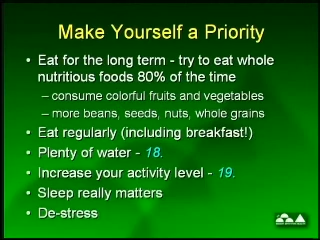 Make Yourself a Priority
• Eat for the long term - try to eat whole
nutritious foods 80% of the time
– consume colorful fruits and vegetables
– more beans, seeds, nuts, whole grains
• Eat regularly (including breakfast!)
• Plenty of water - 18.
• Increase your activity level - 19.
• Sleep really matters
• De-stress